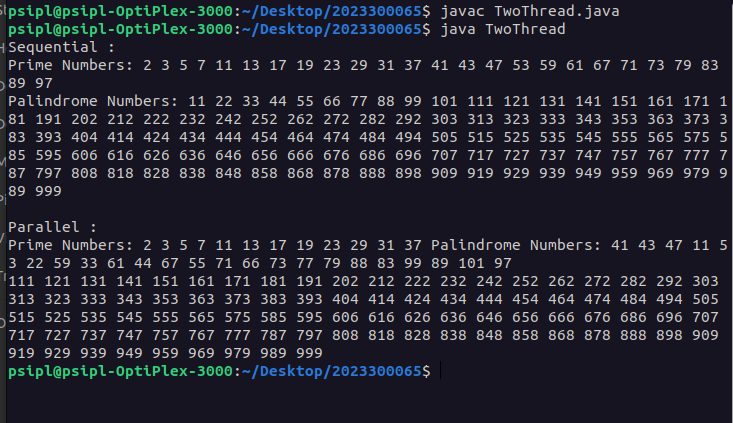 psipl@psipl-OptiPlex-3000:~/Desktop/2023300065$ javac TwoThread.java
psipl@psipl-OptiPlex-3000:~/Desktop/2023300065$ java TwoThread
Sequential :
Prime Numbers: 2 3 5 7 11 13 17 19 23 29 31 37 41 43 47 53 59 61 67 71 73 79 83
89 97
Palindrome Numbers: 11 22 33 44 55 66 77 88 99 101 111 121 131 141 151 161 171 1
81 191 202 212 222 232 242 252 262 272 282 292 303 313 323 333 343 353 363 373 3
83 393 404 414 424 434 444 454 464 474 484 494 505 515 525 535 545 555 565 575 5
85 595 606 616 626 636 646 656 666 676 686 696 707 717 727 737 747 757 767 777 7
87 797 808 818 828 838 848 858 868 878 888 898 909 919 929 939 949 959 969 979 9
89 999
Parallel :
Prime Numbers: 2 3 5 7 11 13 17 19 23 29 31 37 Palindrome Numbers: 41 43 47 11 5
3 22 59 33 61 44 67 55 71 66 73 77 79 88 83 99 89 101 97
111 121 131 141 151 161 171 181 191 202 212 222 232 242 252 262 272 282 292 303
313 323 333 343 353 363 373 383 393 404 414 424 434 444 454 464 474 484 494 505
515 525 535 545 555 565 575 585 595 606 616 626 636 646 656 666 676 686 696 707
717 727 737 747 757 767 777 787 797 808 818 828 838 848 858 868 878 888 898 909
919 929 939 949 959 969 979 989 999
psipl@psipl-OptiPlex-3000:~/Desktop/2023300065$